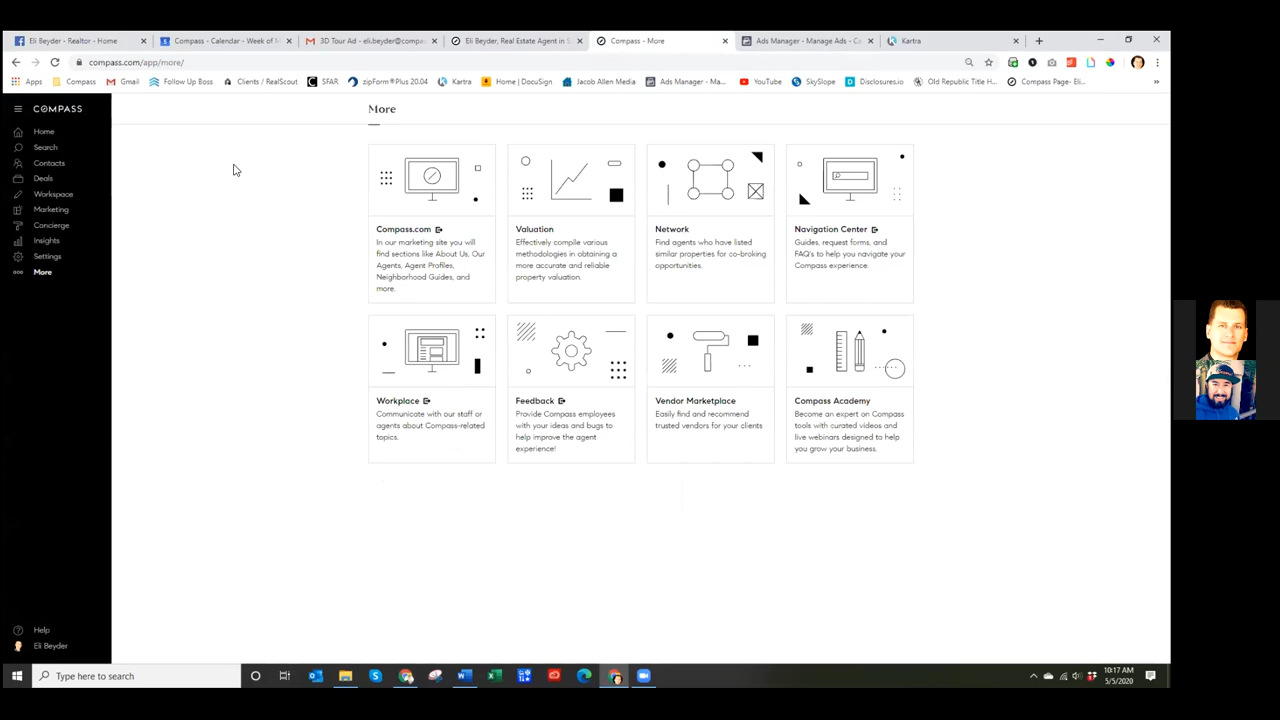 Eli Beyder - Realtor - Home
Compass - Calendar - Week of M
3D Tour Ad - eli.beyder@compa
Eli Beyder, Real Estate Agent in S
Compass - More
Ads Manager - Manage Ads - Ca
Kartra
compass.com/app/more/
Apps
Compass
Gmail
Follow Up Boss
Clients / RealScout
SFAR
zipForm®Plus 20.04
Kartra
Home | DocuSign
Jacob Allen Media
Ads Manager - Ma...
YouTube
SkySlope
Disclosures.io
Old Republic Title H...
Compass Page- Eli...
COMPASS
Home
Search
Contacts
Deals
Workspace
Marketing
Concierge
Insights
Settings
More
Help
Eli Beyder
More
Compass.com
In our marketing site you will
find sections like About Us, Our
Agents, Agent Profiles,
Neighborhood Guides, and
more.
Valuation
Effectively compile various
methodologies in obtaining a
more accurate and reliable
property valuation.
Network
Find agents who have listed
similar properties for co-broking
opportunities.
Navigation Center
Guides, request forms, and
FAQ's to help you navigate your
Compass experience.
Workplace
Communicate with our staff or
agents about Compass-related
topics.
Feedback
Provide Compass employees
with your ideas and bugs to
help improve the agent
experience!
Vendor Marketplace
Easily find and recommend
trusted vendors for your clients
Compass Academy
Become an expert on Compass
tools with curated videos and
live webinars designed to help
you grow your business.
Type here to search
10:17 AM
5/5/2020